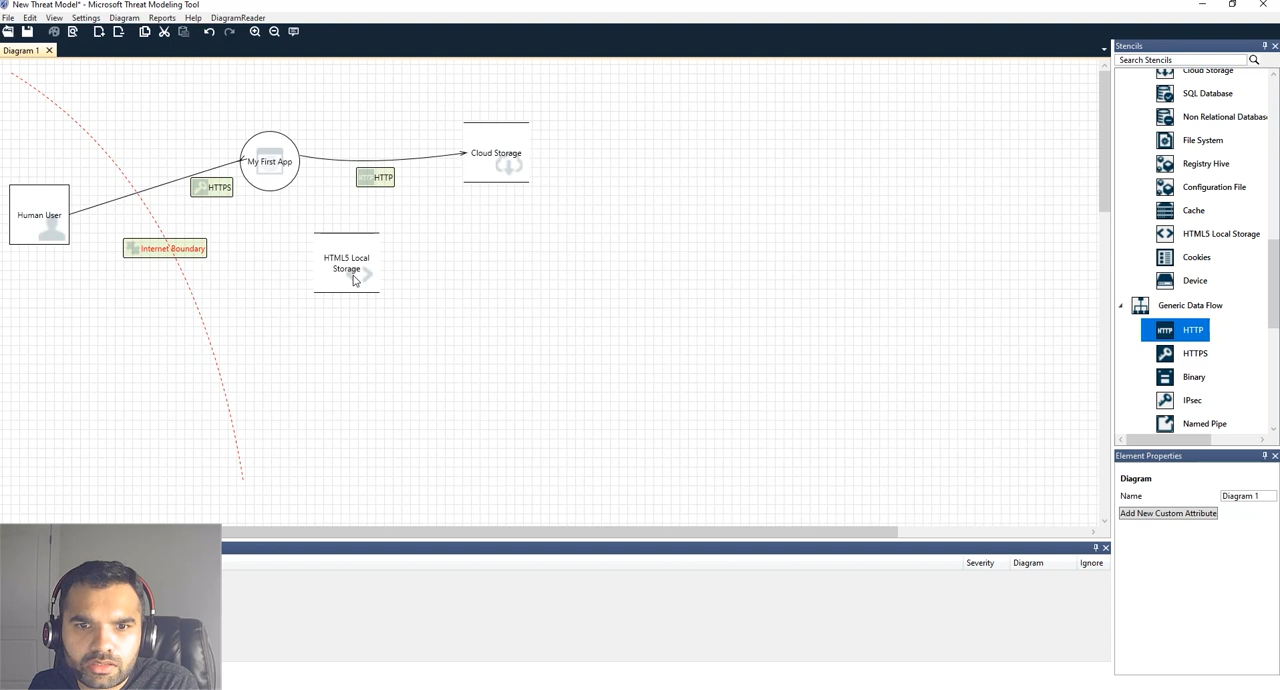 New Threat Model* - Microsoft Threat Modeling Tool
File Edit View Settings Diagram Reports Help DiagramReader
Diagram 1
Human User
HTTPS
Internet Boundary
My First App
HTTP
Cloud Storage
HTML5 Local
Storage
Stencils
Search Stencils
Cloud Storage
SQL Database
Non Relational Database
File System
Registry Hive
Configuration File
Cache
HTML5 Local Storage
Cookies
Device
Generic Data Flow
HTTP HTTP
HTTPS
Binary
IPsec
Named Pipe
Element Properties
Diagram
Name Diagram 1
Add New Custom Attribute
Severity Diagram Ignore